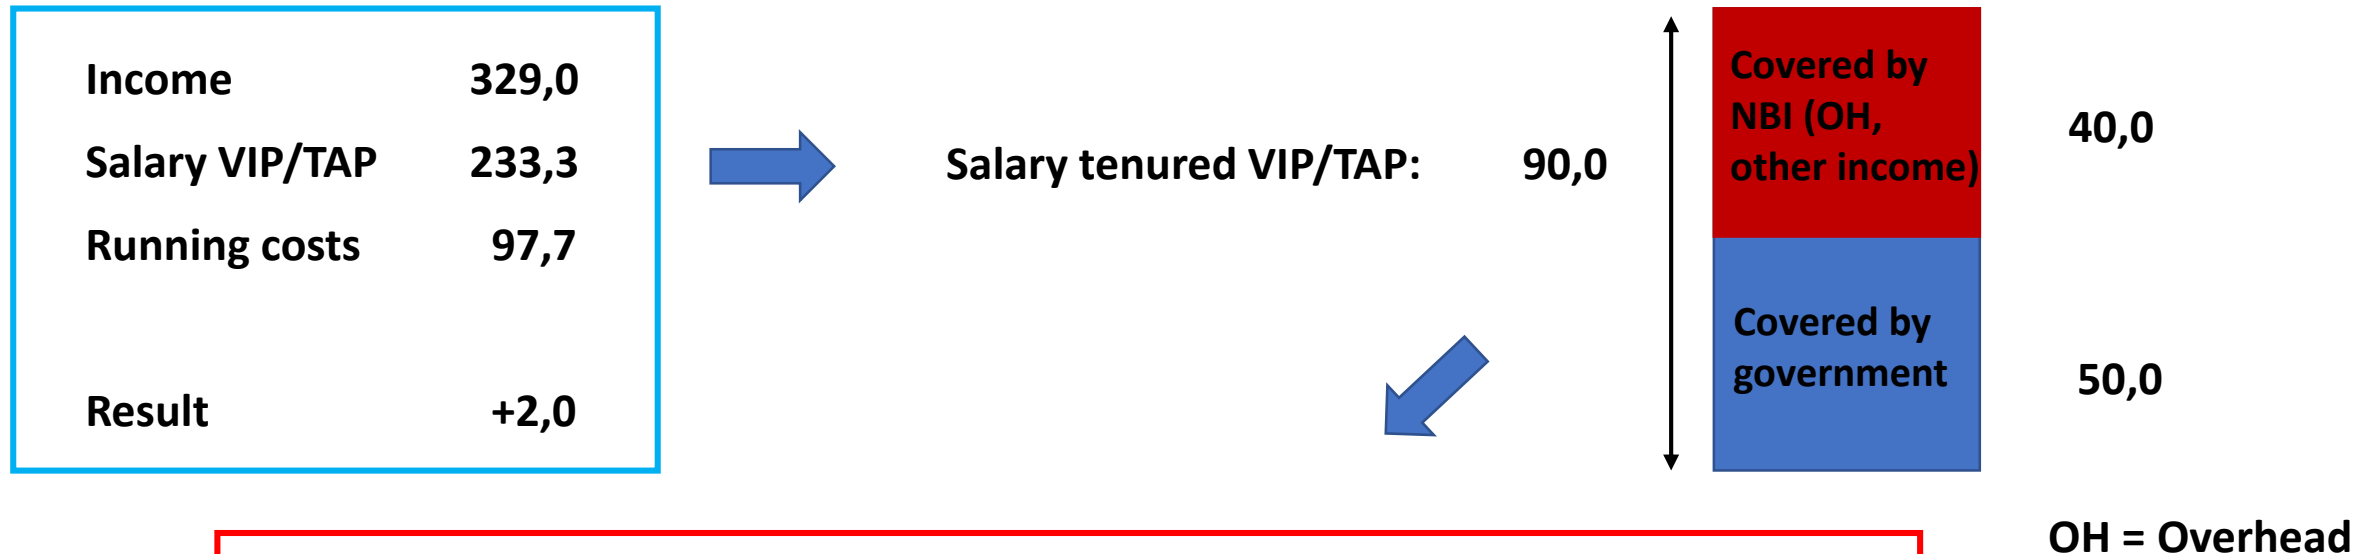 Income 329,0
Salary VIP/TAP 233,3
Running costs 97,7
Result +2,0
Salary tenured VIP/TAP: 90,0
Covered by
NBI (OH,
other income)
40,0
Covered by
government
50,0
OH = Overhead